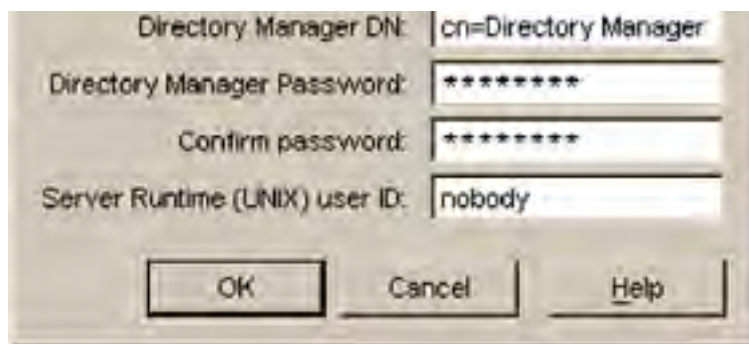 Directory Manager DN: cn=Directory Manager
Directory Manager Password: ********
Confirm password: ********
Server Runtime (UNIX) user ID: nobody
OK Cancel Help